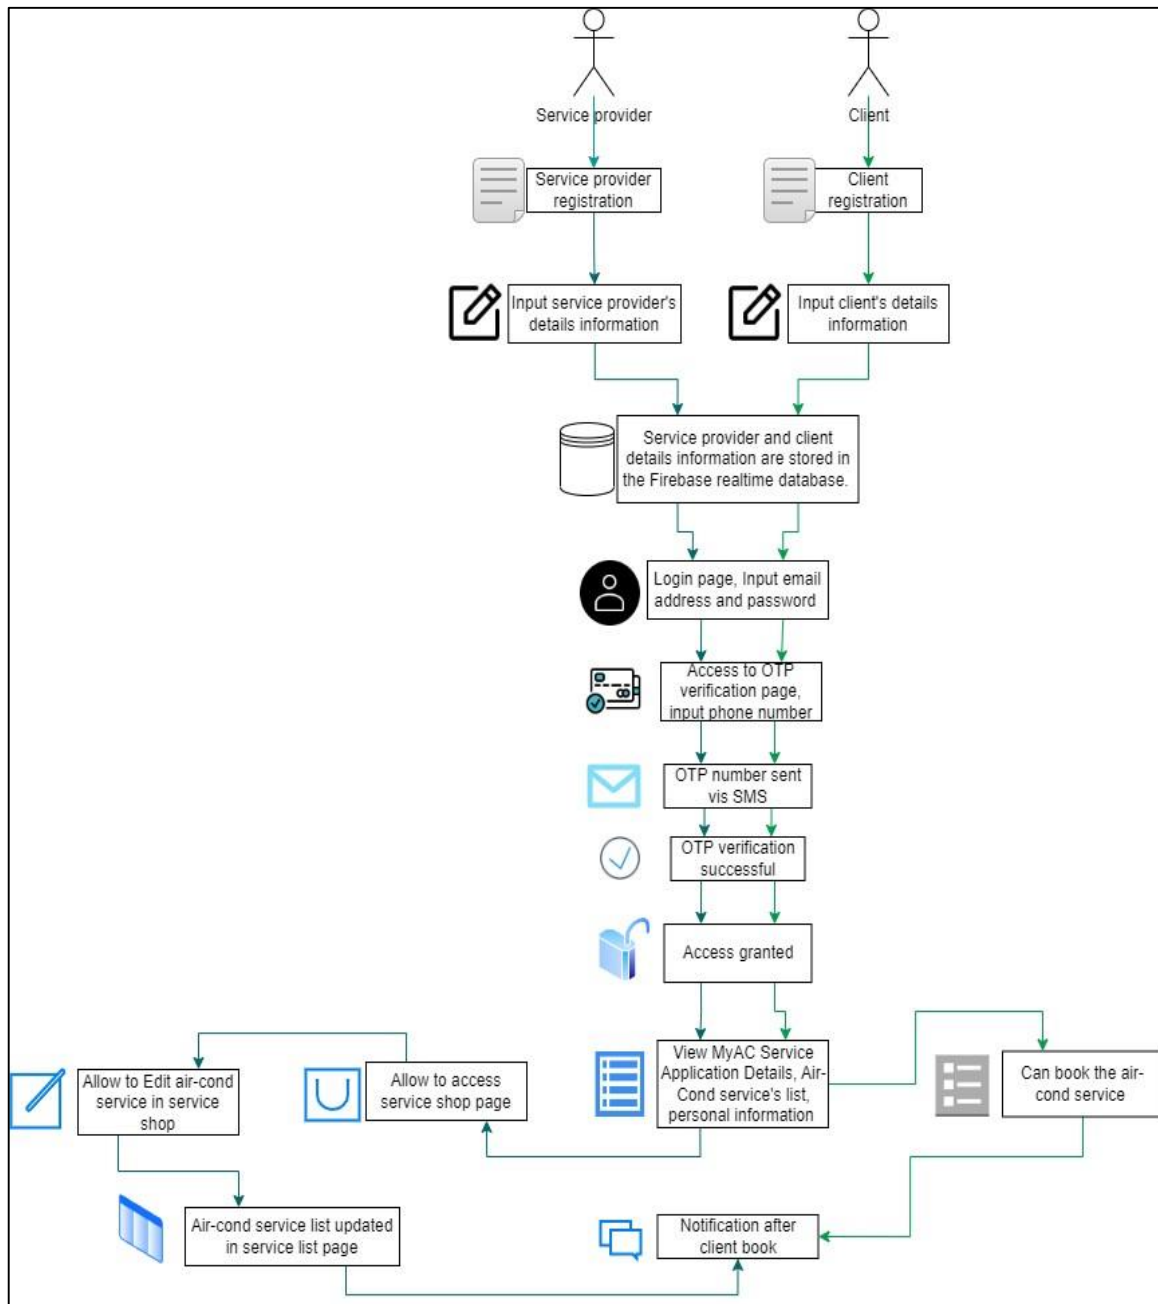 Service provider
Client
Service provider
registration
Client
registration
Input service provider's
details information
Input client's details
information
Service provider and client
details information are stored in
the Firebase realtime database.
Login page, Input email
address and password
Access to OTP
verification page,
input phone number
OTP number sent
vis SMS
OTP verification
successful
Access granted
View MyAC Service
Application Details, Air-
Cond service's list,
personal information
Can book the air-
cond service
Allow to access
service shop page
Allow to Edit air-cond
service in service
shop
Air-cond service list updated
in service list page
Notification after
client book